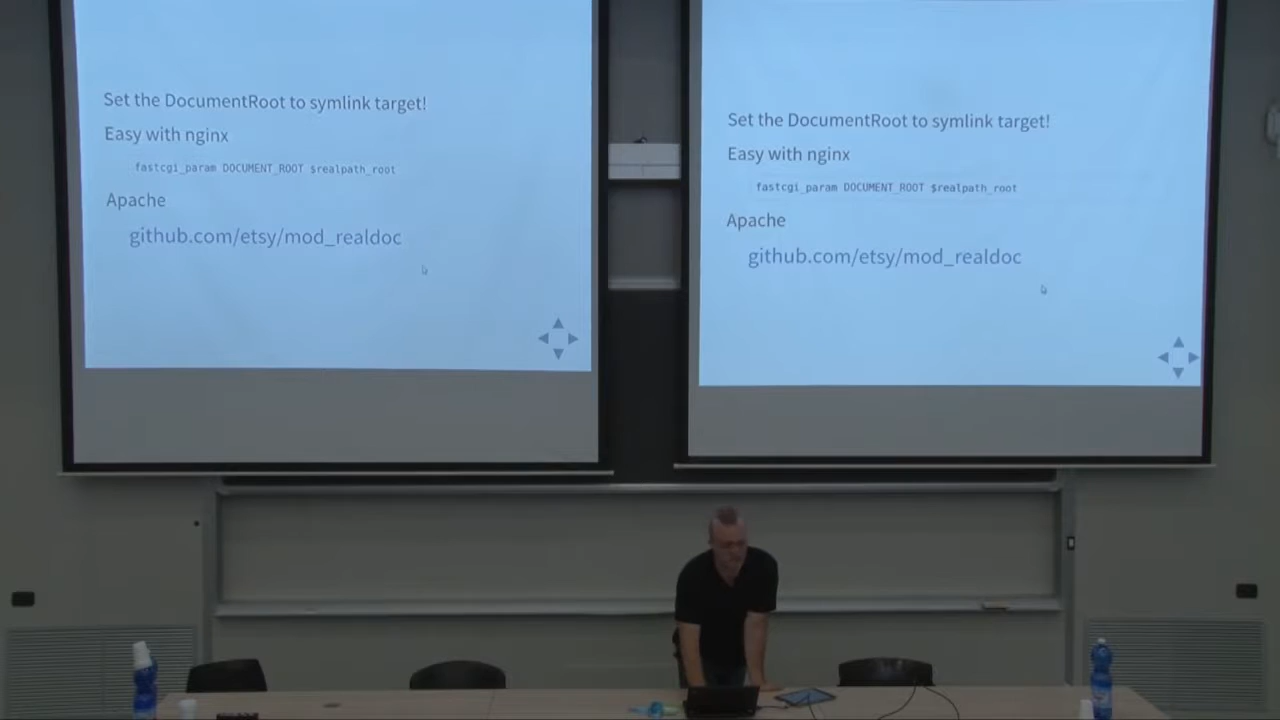 Set the DocumentRoot to symlink target!
Easy with nginx
fastcgi_param DOCUMENT_ROOT $realpath_root
Apache
github.com/etsy/mod_realdoc
Set the DocumentRoot to symlink target!
Easy with nginx
fastcgi_param DOCUMENT_ROOT $realpath_root
Apache
github.com/etsy/mod_realdoc